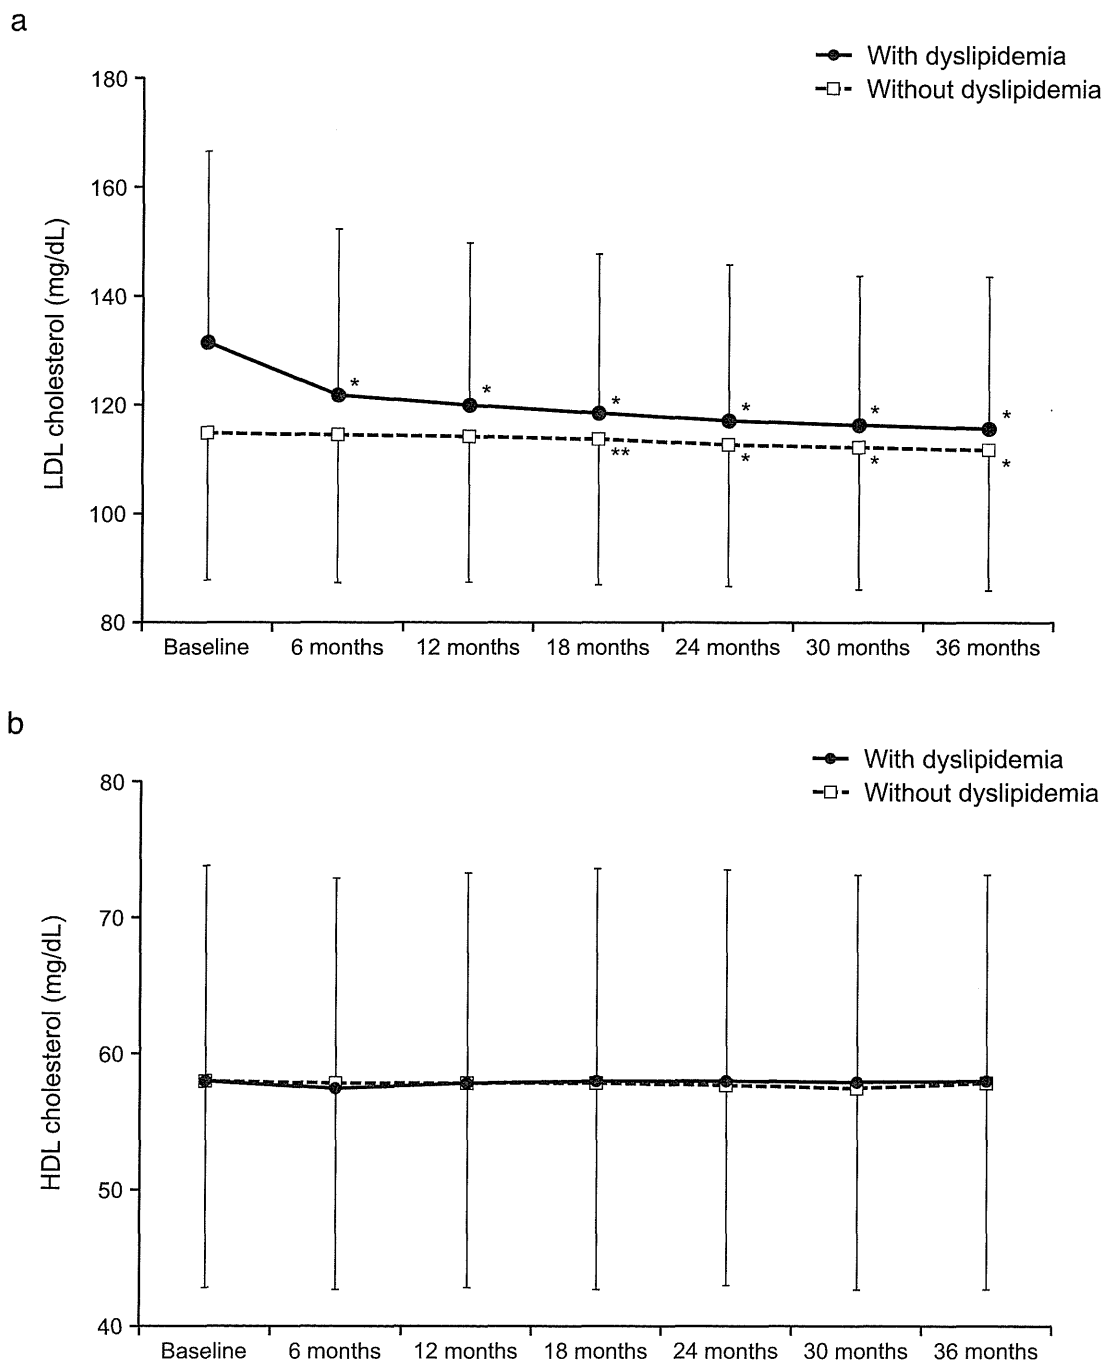 a
With dyslipidemia
Without dyslipidemia
180
160
140
120
100
80
LDL cholesterol (mg/dL)
*
*
*
*
*
*
**
*
*
*
Baseline 6 months 12 months 18 months 24 months 30 months 36 months
b
With dyslipidemia
Without dyslipidemia
80
70
60
50
40
HDL cholesterol (mg/dL)
Baseline 6 months 12 months 18 months 24 months 30 months 36 months